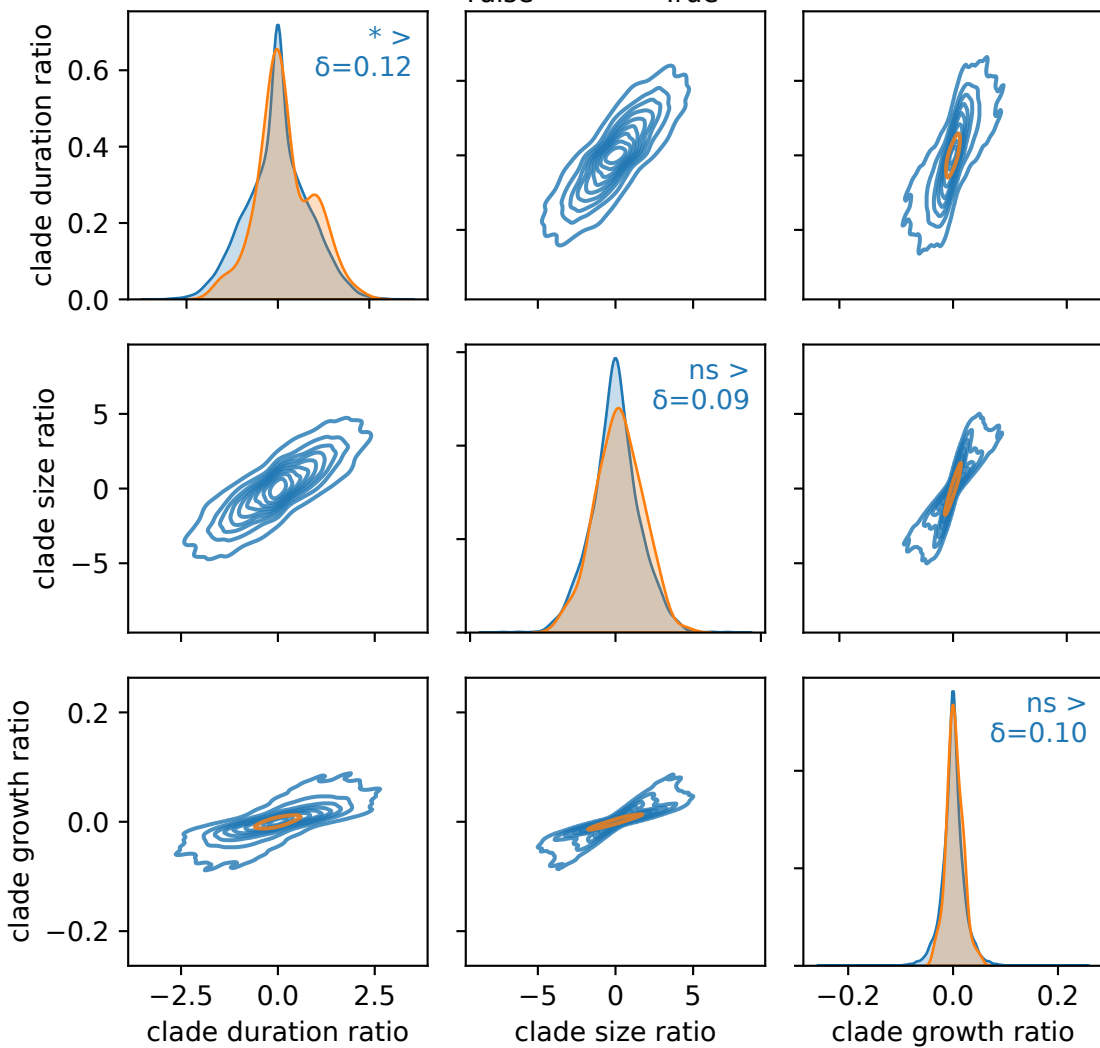 clade duration ratio
0.6
0.4
0.2
0.0
* >
δ=0.12
clade size ratio
5
0
−5
ns >
δ=0.09
clade growth ratio
0.2
0.0
−0.2
ns >
δ=0.10
−2.5 0.0 2.5
−5 0 5
−0.2 0.0 0.2
clade duration ratio
clade size ratio
clade growth ratio